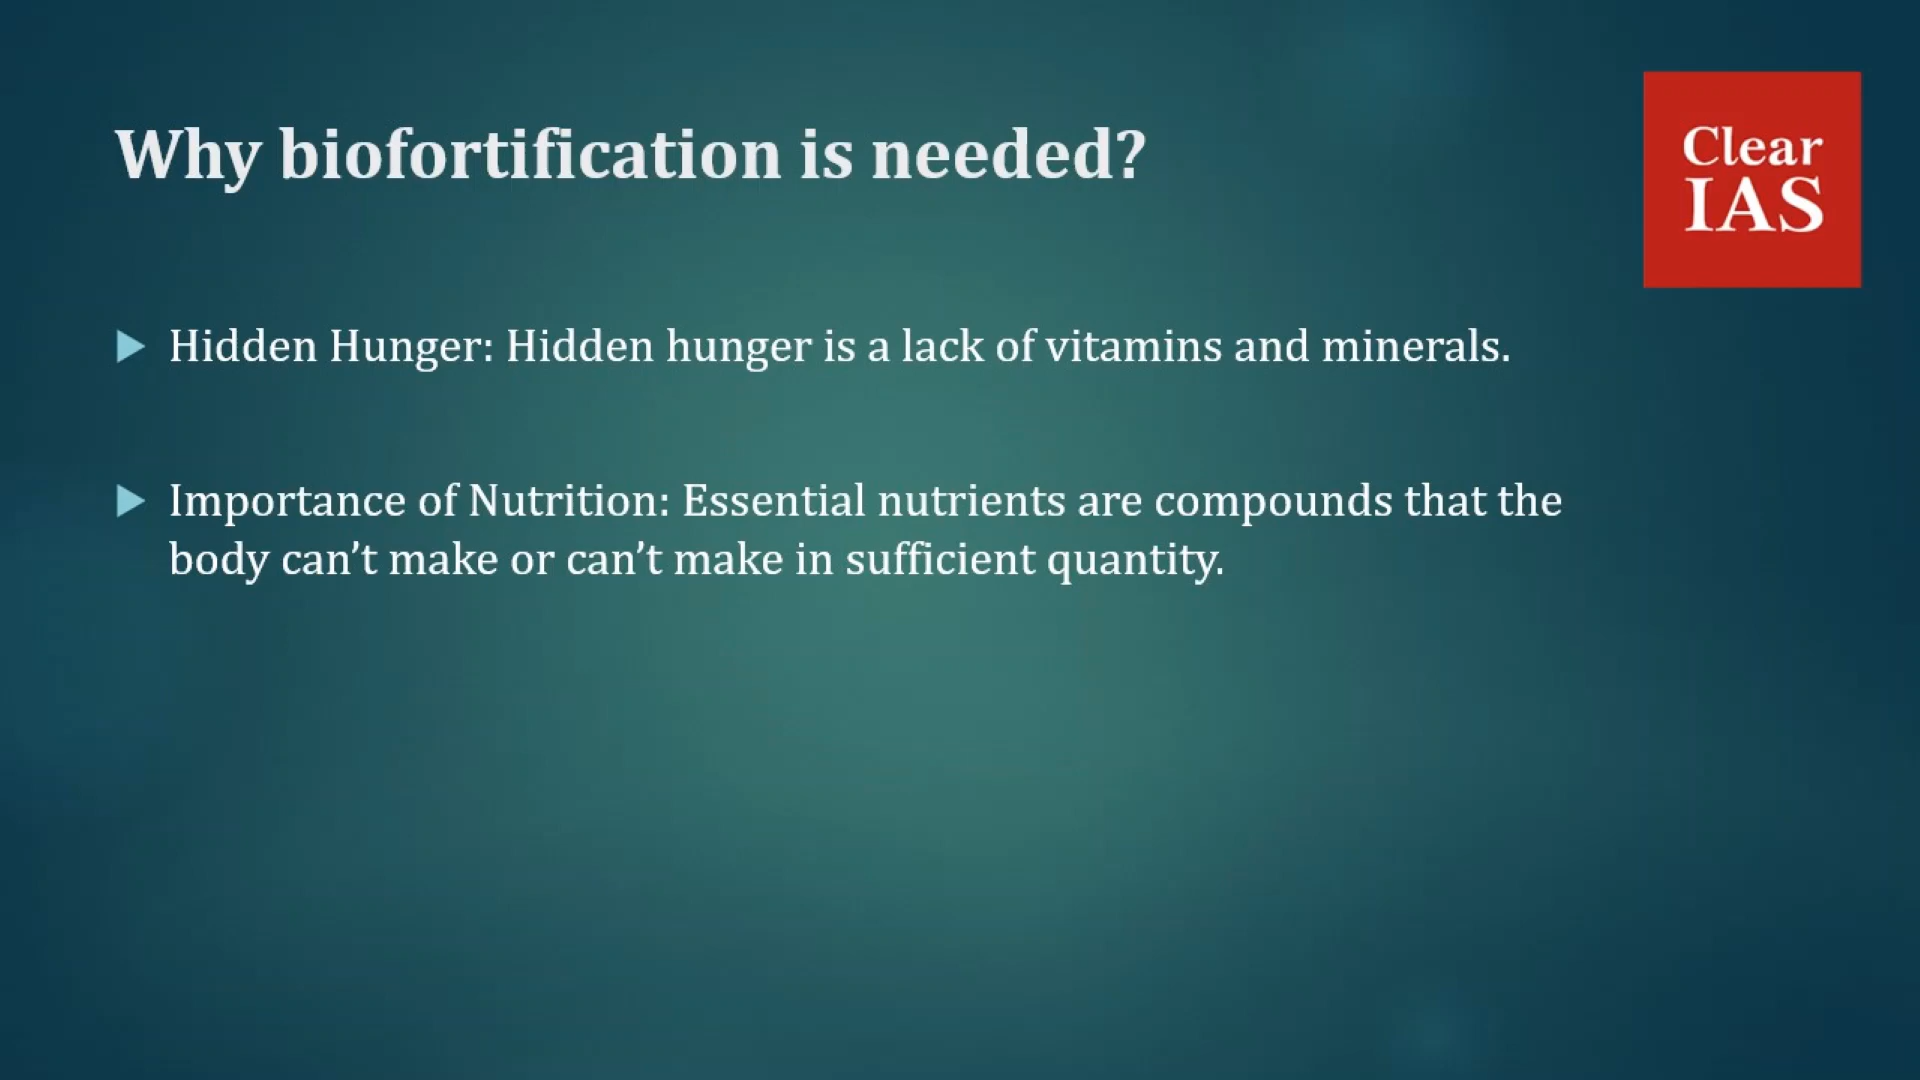 Why biofortification is needed?
Clear
IAS
Hidden Hunger: Hidden hunger is a lack of vitamins and minerals.
Importance of Nutrition: Essential nutrients are compounds that the
body can’t make or can’t make in sufficient quantity.